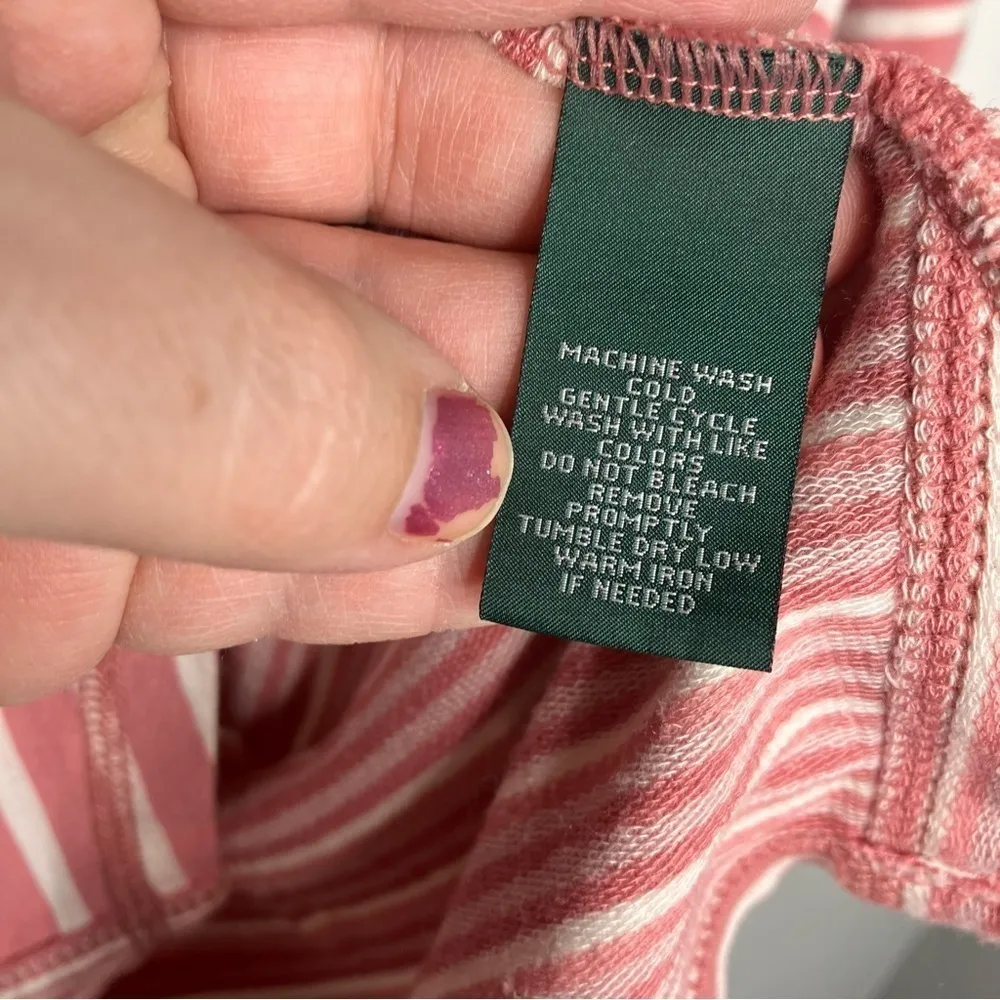 MACHINE WASH
COLD
GENTLE CYCLE
WASH WITH LIKE
COLORS
DO NOT BLEACH
REMOVE
PROMPTLY
TUMBLE DRY LOW
WARM IRON
IF NEEDED